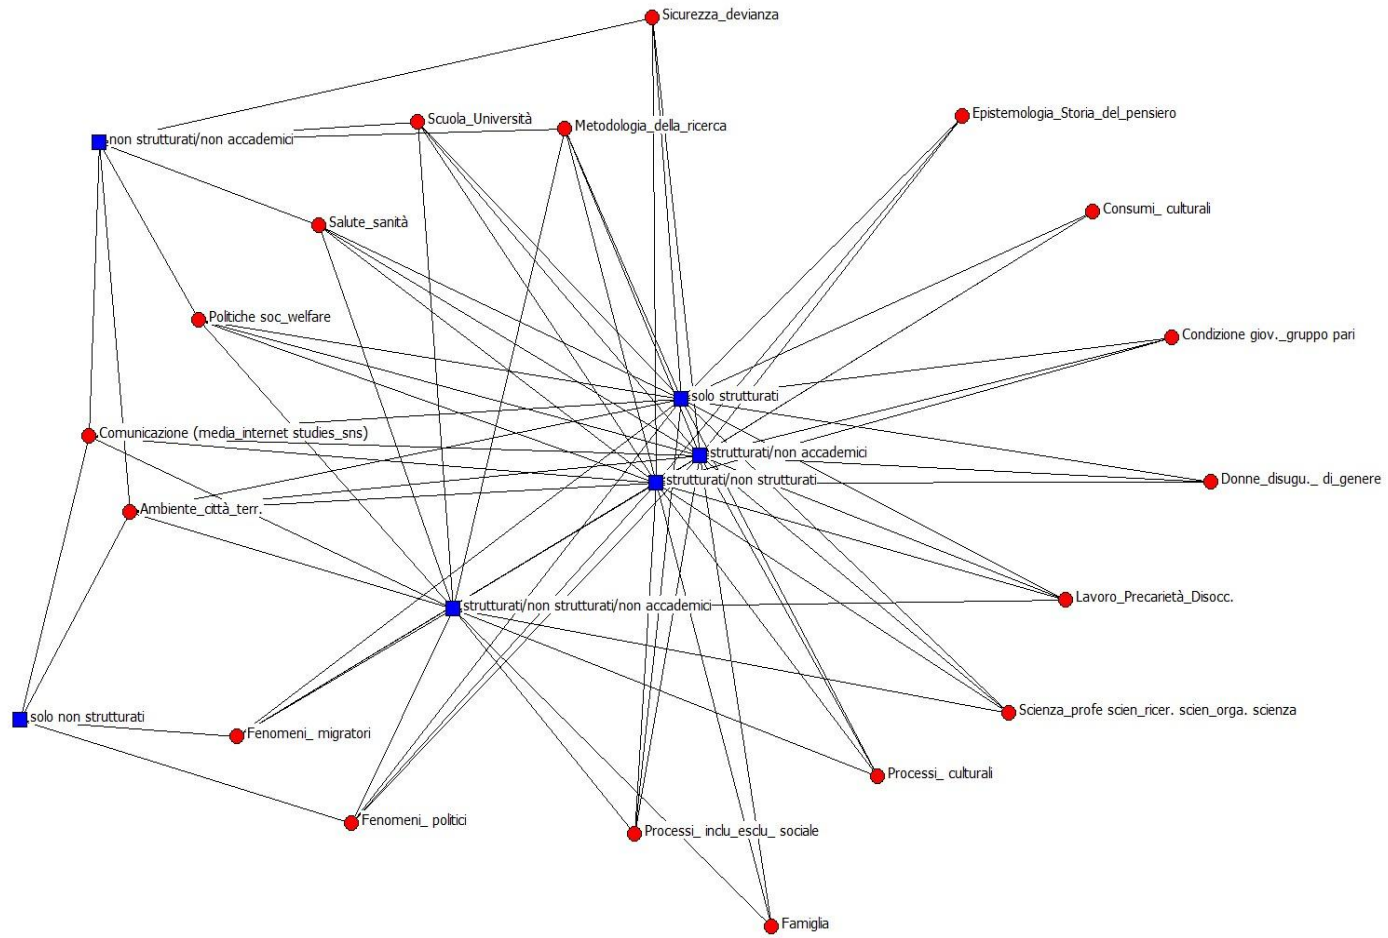 Sicurezza_devianza
Epistemologia_Storia_del_pensiero
Scuola_Università
Metodologia_della_ricerca
non strutturati/non accademici
Consumi_ culturali
Salute_sanità
Politiche soc_welfare
Condizione giov._gruppo pari
solo strutturati
Comunicazione (media_internet studies_sns)
strutturati/non accademici
strutturati/non strutturati
Donne_disugu._ di_genere
Ambiente_città_terr.
Lavoro_Precarietà_Disocc.
strutturati/non strutturati/non accademici
Scienza_profe scien_ricer. scien_orga. scienza
solo non strutturati
Fenomeni_ migratori
Processi_ culturali
Fenomeni_ politici
Processi_ inclu_esclu_ sociale
Famiglia